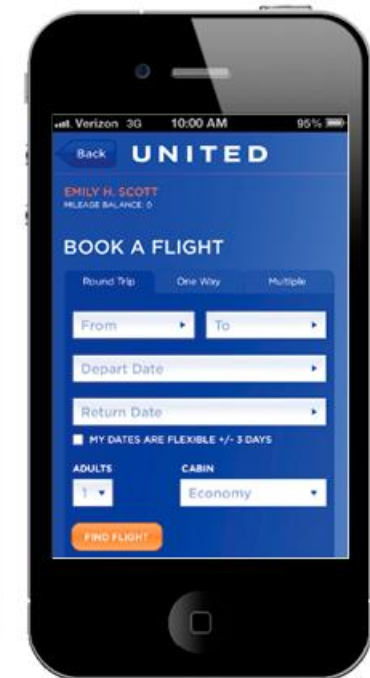 Verizon 3G 10:00 AM 95%
Back UNITED
EMILY H. SCOTT
MILEAGE BALANCE: 0
BOOK A FLIGHT
Round Trip One Way Multiple
From To
Depart Date
Return Date
MY DATES ARE FLEXIBLE +/- 3 DAYS
ADULTS CABIN
1 Economy
FIND FLIGHT